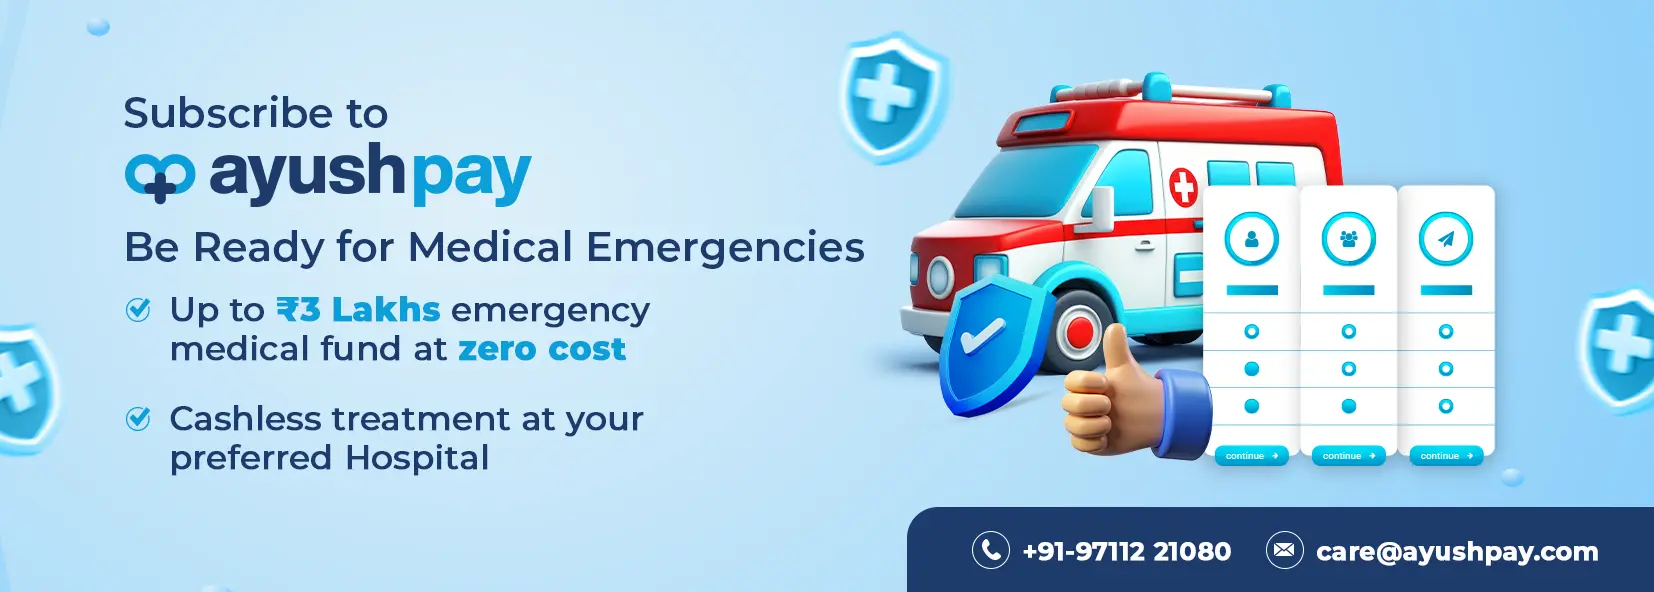 Subscribe to
ayushpay
Be Ready for Medical Emergencies
Up to ₹3 Lakhs emergency
medical fund at zero cost
Cashless treatment at your
preferred Hospital
continue
continue
continue
+91-97112 21080
care@ayushpay.com